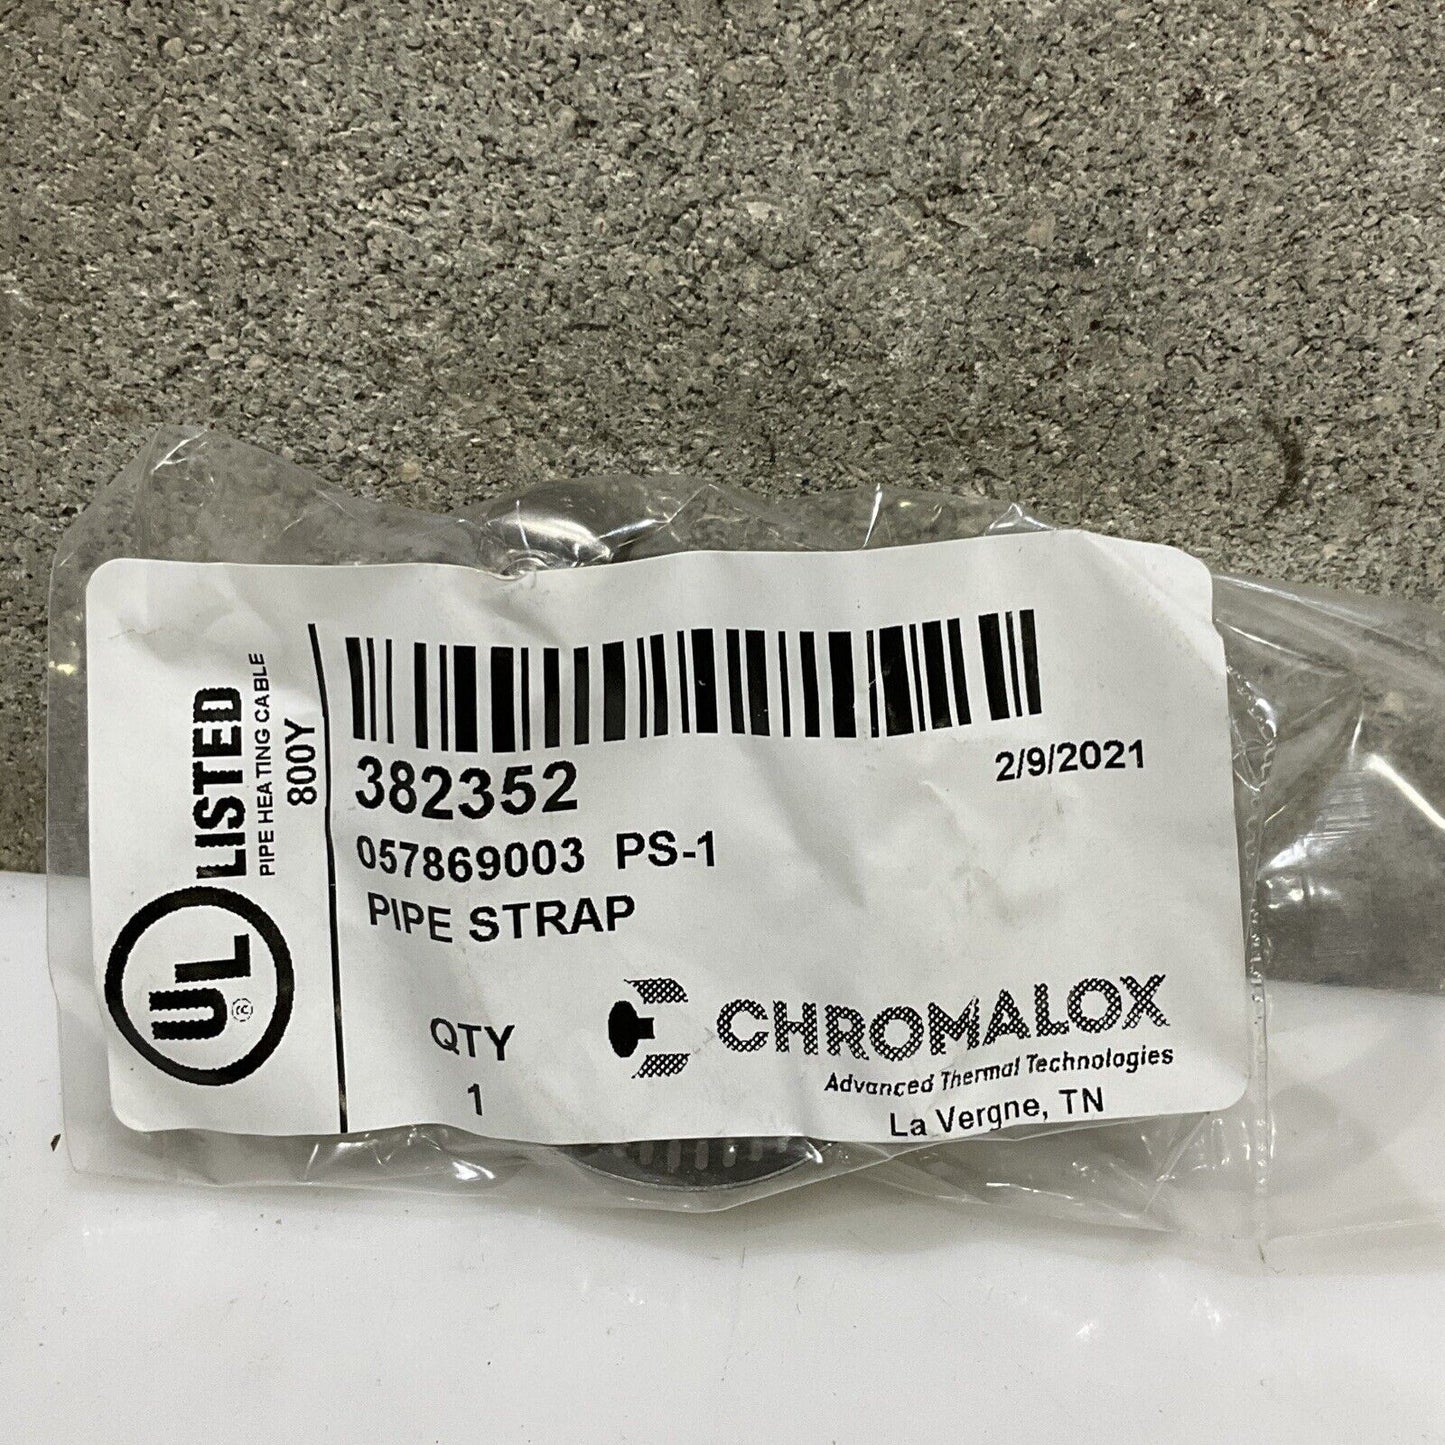 UL ®
LISTED
PIPE HEATING CABLE
800Y
382352
2/9/2021
057869003 PS-1
PIPE STRAP
QTY
1
CHROMALOX
Advanced Thermal Technologies
La Vergne, TN